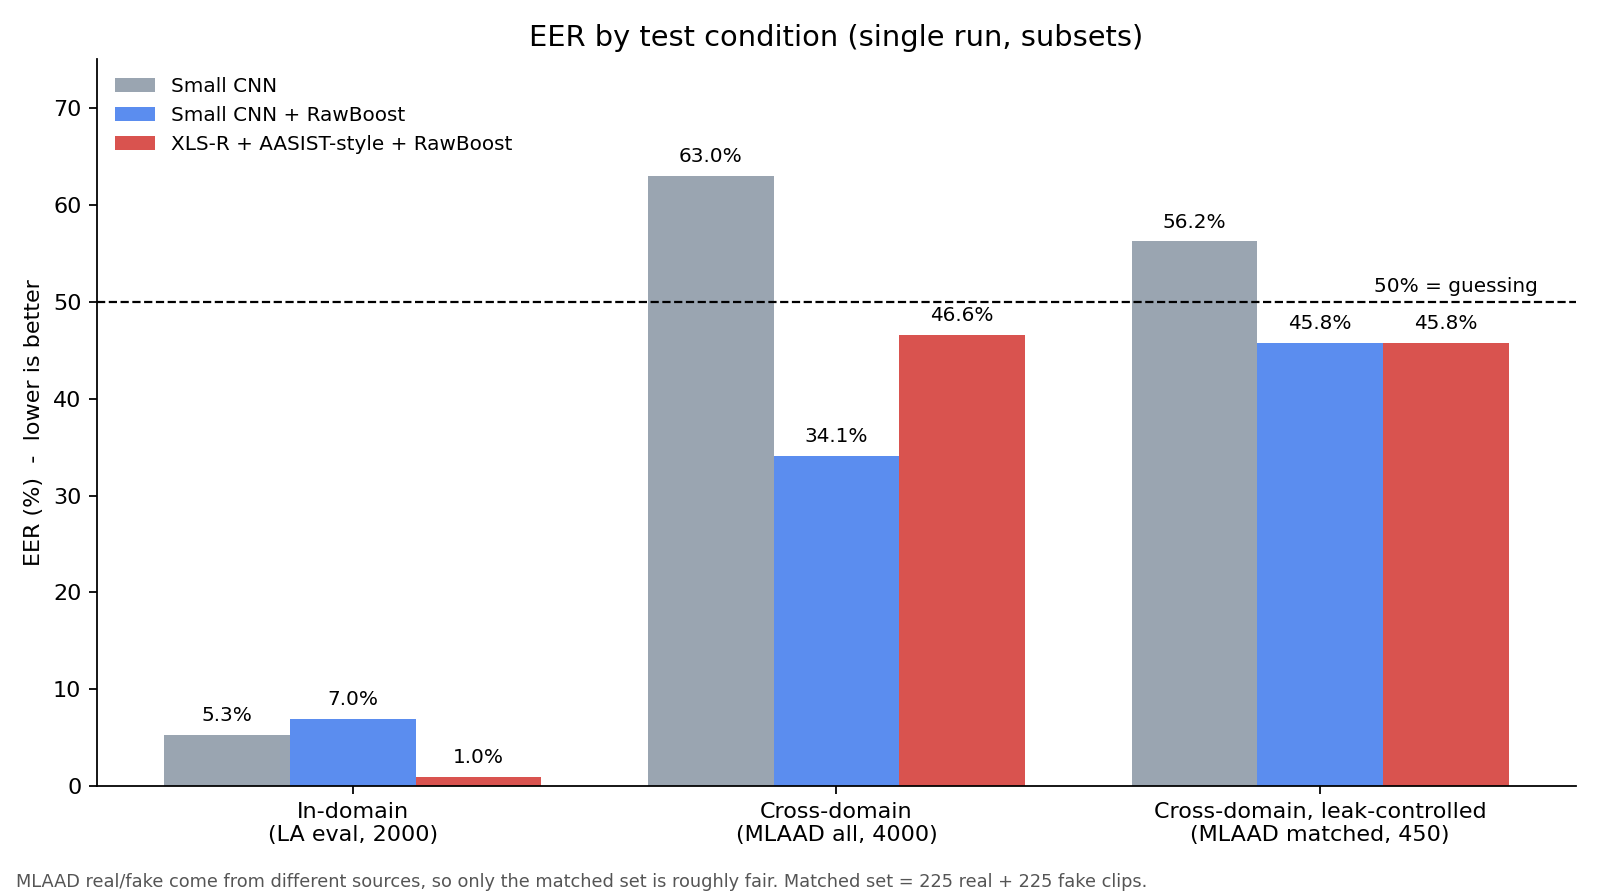 EER by test condition (single run, subsets)
Small CNN
Small CNN + RawBoost
XLS-R + AASIST-style + RawBoost
EER (%)  -  lower is better
70
60
50
40
30
20
10
0
5.3%
7.0%
1.0%
63.0%
34.1%
46.6%
56.2%
45.8%
45.8%
50% = guessing
In-domain
(LA eval, 2000)
Cross-domain
(MLAAD all, 4000)
Cross-domain, leak-controlled
(MLAAD matched, 450)
MLAAD real/fake come from different sources, so only the matched set is roughly fair. Matched set = 225 real + 225 fake clips.